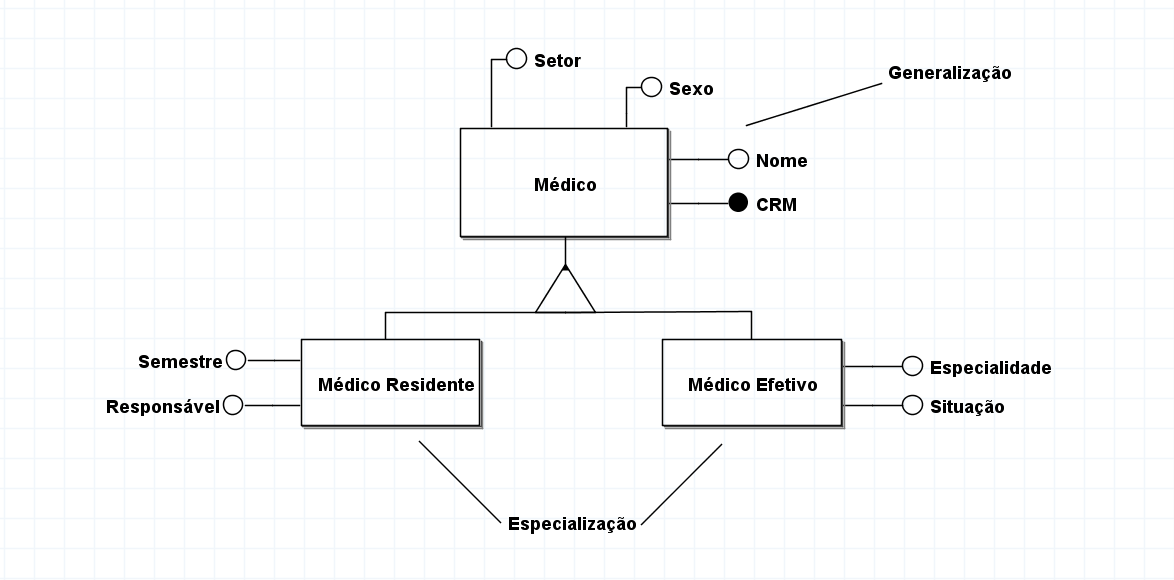 Setor
Generalização
Sexo
Nome
Médico
CRM
Semestre
Médico Residente
Médico Efetivo
Especialidade
Responsável
Situação
Especialização